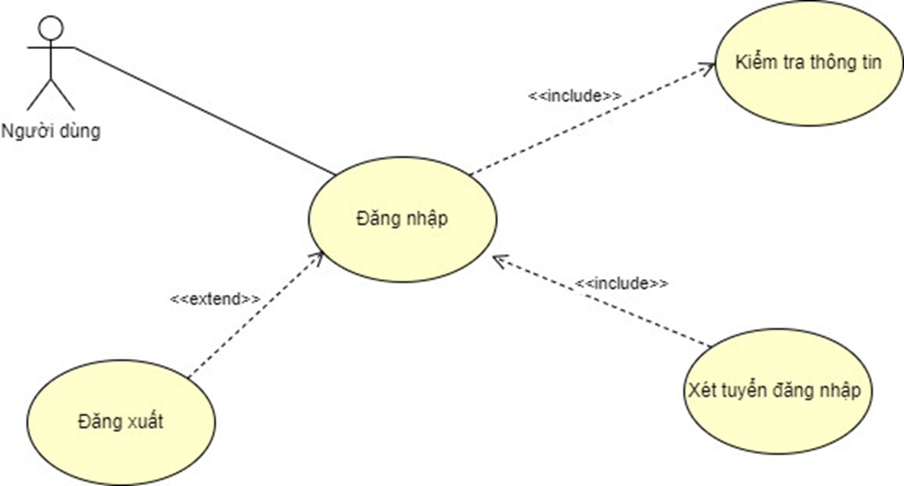 Kiểm tra thông tin
<<include>>
Người dùng
Đăng nhập
<<extend>>
<<include>>
Xét tuyển đăng nhập
Đăng xuất